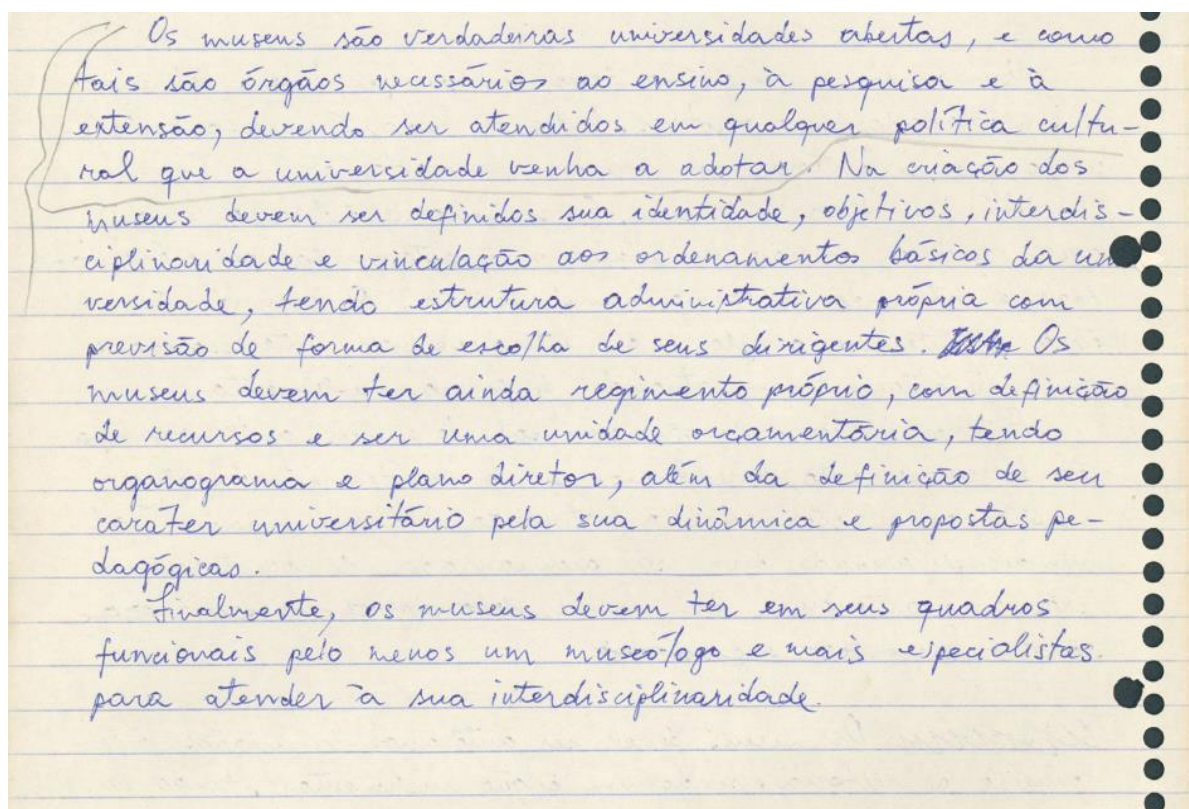 Os museus são verdadeiras universidades abertas, e como
tais são órgãos necessários ao ensino, à pesquisa e à
extensão, devendo ser atendidos em qualquer política cultu-
ral que a universidade venha a adotar. Na criação dos
museus devem ser definidos sua identidade, objetivos, interdis-
ciplinaridade e vinculação aos ordenamentos básicos da uni
versidade, tendo estrutura administrativa própria com
previsão de forma de escolha de seus dirigentes. Os
museus devem ter ainda regimento próprio, com definição
de recursos e ser uma unidade orçamentária, tendo
organograma e plano diretor, além da definição de seu
carater universitário pela sua dinâmica e propostas pe-
dagógicas.
Finalmente, os museus devem ter em seus quadros
funcionais pelo menos um museólogo e mais especialistas
para atender à sua interdisciplinaridade.